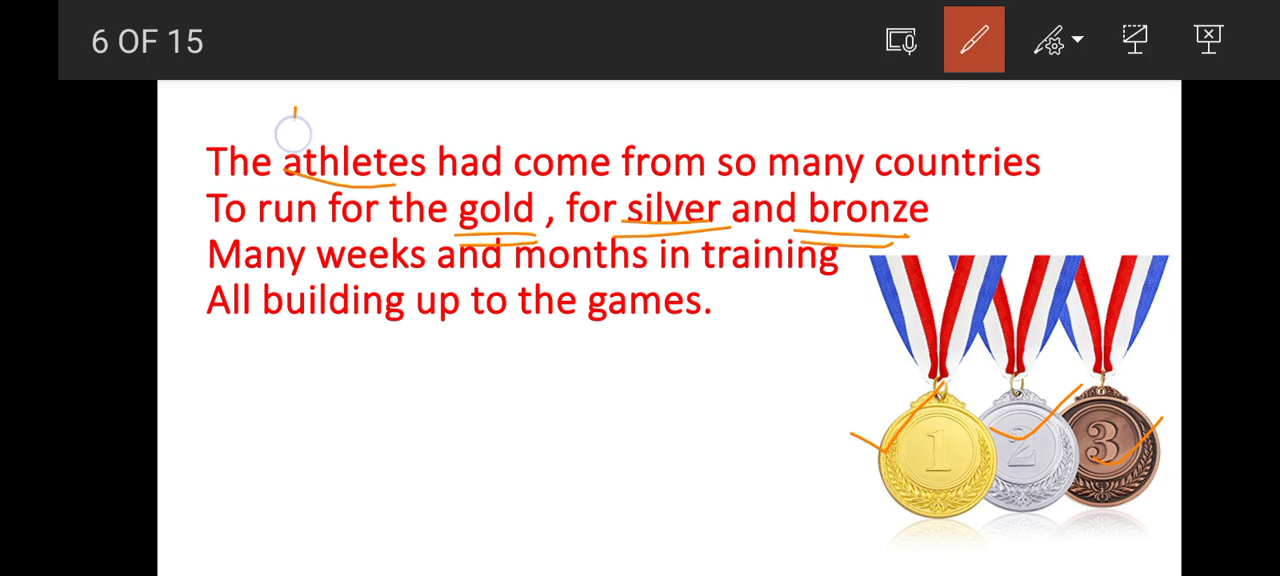 6 OF 15
The athletes had come from so many countries
To run for the gold , for silver and bronze
Many weeks and months in training
All building up to the games.
1 2 3